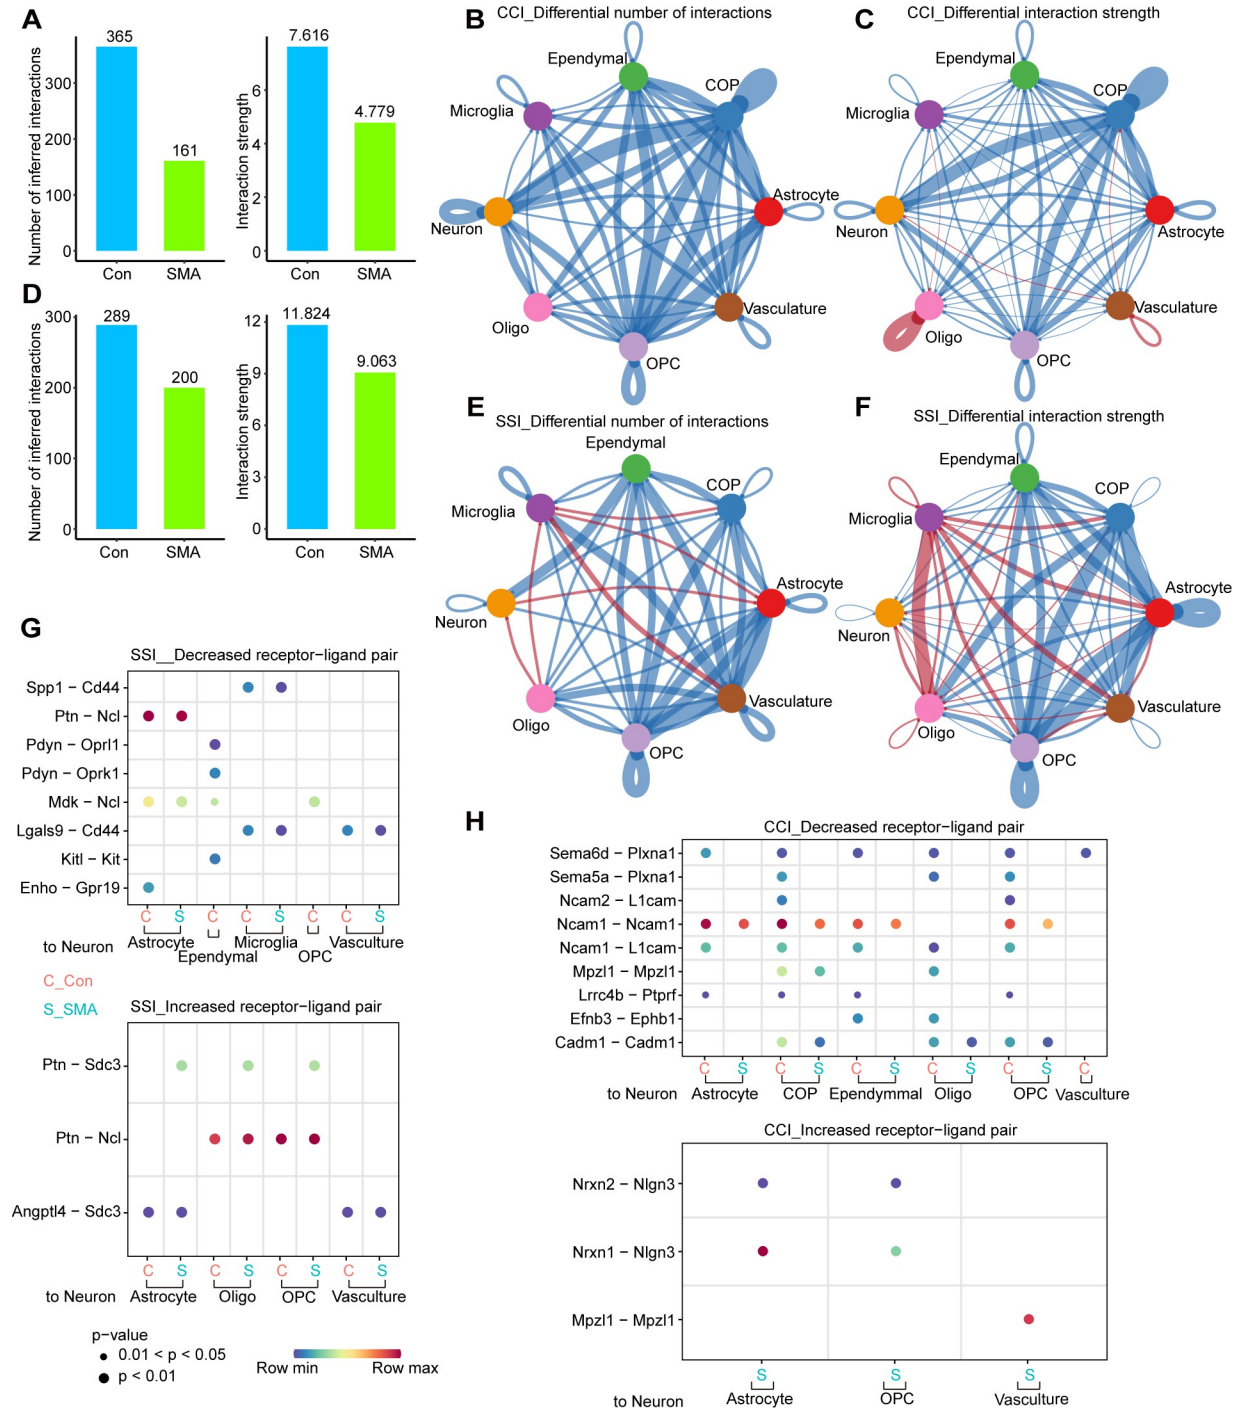 A
Number of inferred interactions
300
200
100
0
365
161
Con
SMA
Interaction strength
6
4
2
0
7.616
4.779
Con
SMA
B
CCI_Differential number of interactions
Ependymal
COP
Microglia
Astrocyte
Neuron
Vasculature
Oligo
OPC
C
CCI_Differential interaction strength
Ependymal
COP
Microglia
Neuron
Astrocyte
Vasculature
Oligo
OPC
D
Number of inferred interactions
300
200
100
0
289
200
Con
SMA
Interaction strength
12
9
6
3
0
11.824
9.063
Con
SMA
E
SSI_Differential number of interactions
Ependymal
COP
Microglia
Astrocyte
Neuron
Vasculature
Oligo
OPC
F
SSI_Differential interaction strength
Ependymal
COP
Microglia
Astrocyte
Neuron
Vasculature
Oligo
OPC
G
SSI__Decreased receptor−ligand pair
Spp1 − Cd44
Ptn − Ncl
Pdyn − Oprl1
Pdyn − Oprk1
Mdk − Ncl
Lgals9 − Cd44
Kitl − Kit
Enho − Gpr19
C S C C S C C S
to Neuron
Astrocyte
Ependymal
Microglia
OPC
Vasculture
C_Con
S_SMA
SSI_Increased receptor−ligand pair
Ptn − Sdc3
Ptn − Ncl
Angptl4 − Sdc3
C S C S C S C S
to Neuron Astrocyte Oligo OPC Vasculture
p−value
0.01 < p < 0.05
p < 0.01
Row min Row max
H
CCI_Decreased receptor−ligand pair
Sema6d − Plxna1
Sema5a − Plxna1
Ncam2 − L1cam
Ncam1 − Ncam1
Ncam1 − L1cam
Mpzl1 − Mpzl1
Lrrc4b − Ptprf
Efnb3 − Ephb1
Cadm1 − Cadm1
C S C S C S C S C S C
to Neuron Astrocyte COP Ependymmal Oligo OPC Vasculture
CCI_Increased receptor−ligand pair
Nrxn2 − Nlgn3
Nrxn1 − Nlgn3
Mpzl1 − Mpzl1
S S S
to Neuron Astrocyte OPC Vasculture